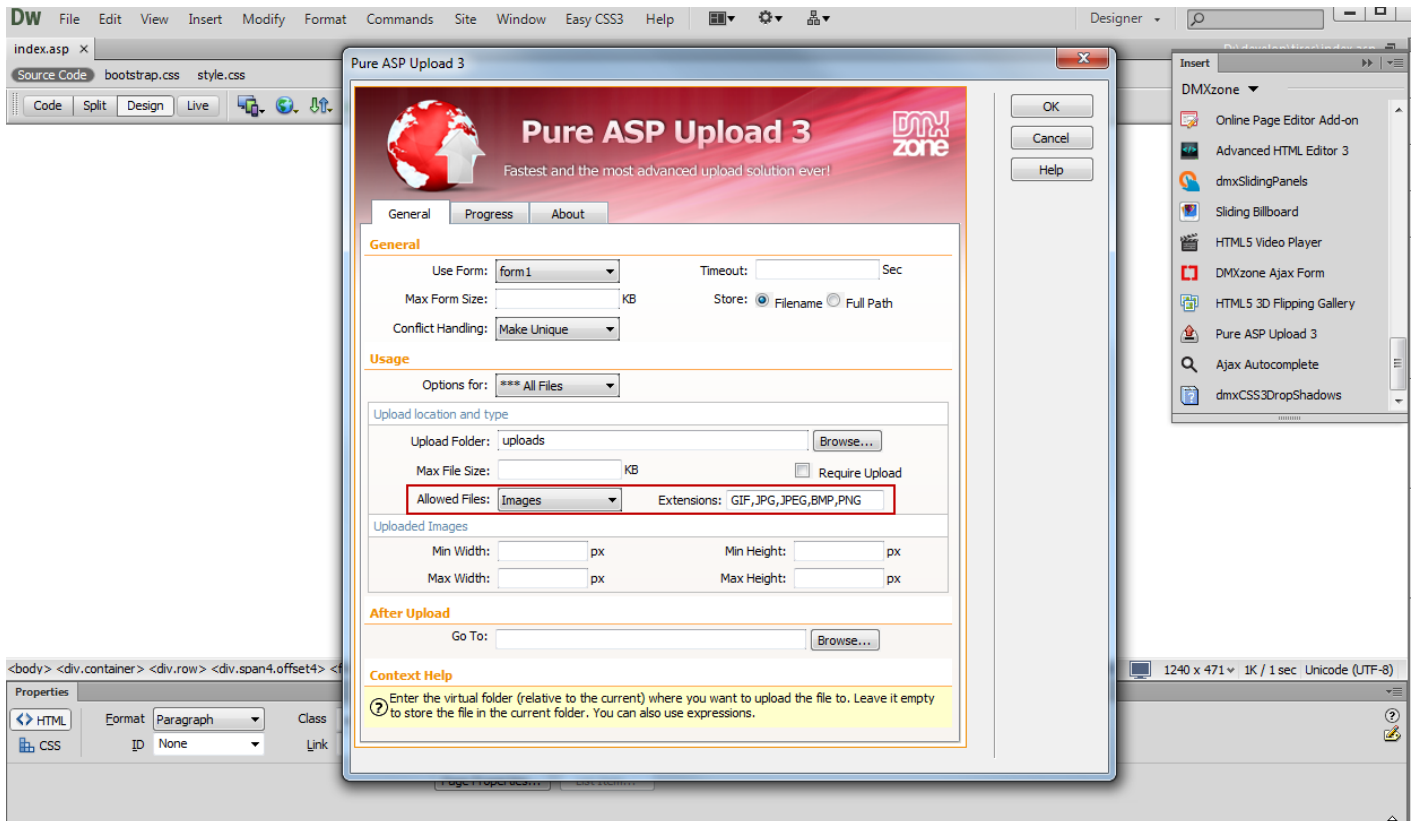 DW File Edit View Insert Modify Format Commands Site Window Easy CSS3 Help Designer
index.asp ×
Source Code bootstrap.css style.css
Code Split Design Live
Pure ASP Upload 3
Pure ASP Upload 3
DMX zone
Fastest and the most advanced upload solution ever!
OK
Cancel
Help
General Progress About
General
Use Form: form1 Timeout: Sec
Max Form Size: KB Store: Filename Full Path
Conflict Handling: Make Unique
Usage
Options for: *** All Files
Upload location and type
Upload Folder: uploads Browse...
Max File Size: KB Require Upload
Allowed Files: Images Extensions: GIF,JPG,JPEG,BMP,PNG
Uploaded Images
Min Width: px Min Height: px
Max Width: px Max Height: px
After Upload
Go To: Browse...
Context Help
Enter the virtual folder (relative to the current) where you want to upload the file to. Leave it empty
to store the file in the current folder. You can also use expressions.
Insert
DMXzone
Online Page Editor Add-on
Advanced HTML Editor 3
dmxSlidingPanels
Sliding Billboard
HTML5 Video Player
DMXzone Ajax Form
HTML5 3D Flipping Gallery
Pure ASP Upload 3
Ajax Autocomplete
dmxCSS3DropShadows
<body> <div.container> <div.row> <div.span4.offset4> <f
1240 x 471 1K / 1 sec Unicode (UTF-8)
Properties
<> HTML Format Paragraph Class
CSS ID None Link